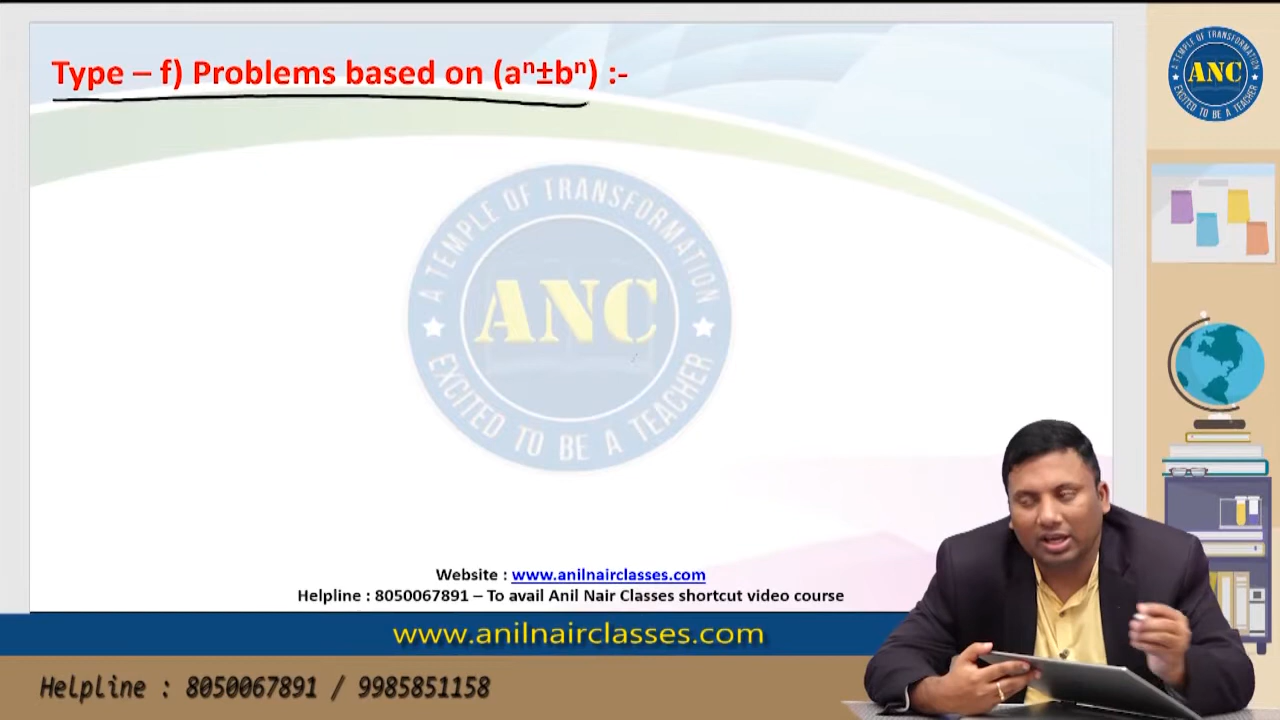 Type – f) Problems based on (aⁿ±bⁿ) :-
A TEMPLE OF TRANSFORMATION
ANC
EXCITED TO BE A TEACHER
A TEMPLE OF TRANSFORMATION
ANC
EXCITED TO BE A TEACHER
Website : www.anilnairclasses.com
Helpline : 8050067891 – To avail Anil Nair Classes shortcut video course
www.anilnairclasses.com
Helpline : 8050067891 / 9985851158